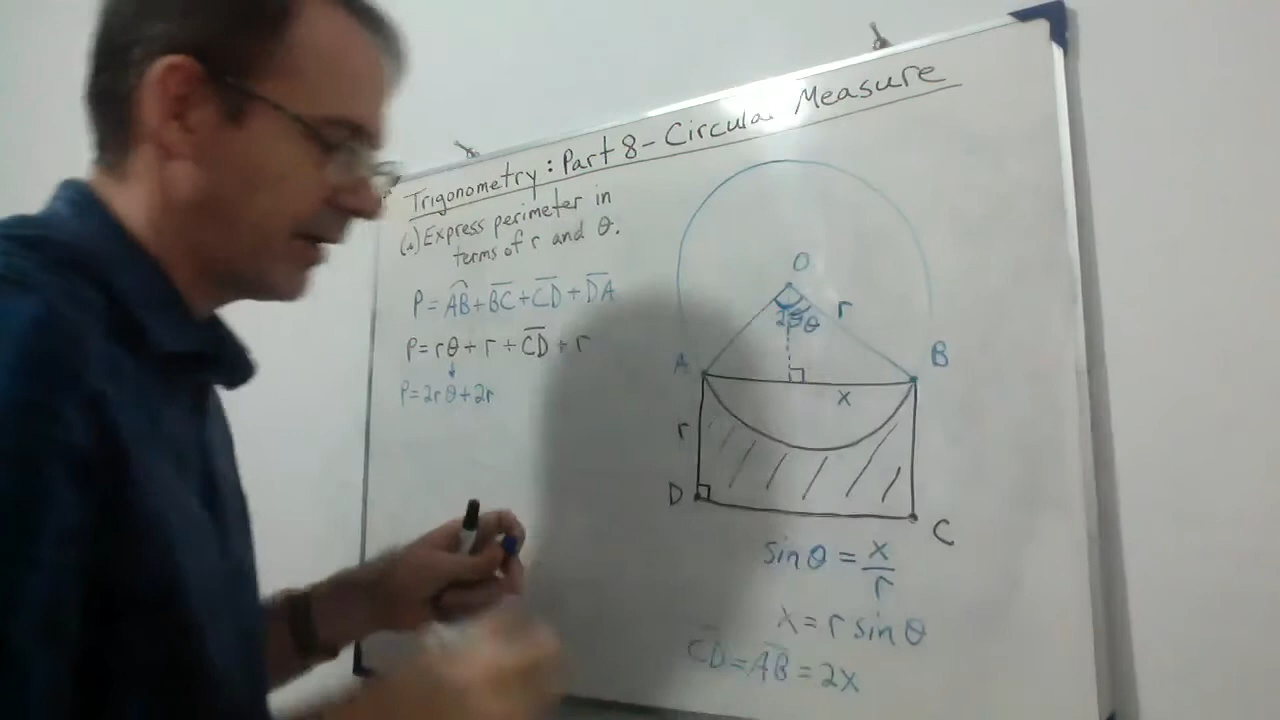 Trigonometry: Part 8 - Circular Measure
Express perimeter in
terms of r and θ.
P = AB + BC + CD + DA
P = rθ + r + CD + r
P = 2rθ + 2r
O
r
θ
A
B
x
r
D
C
sin θ = x/r
x = r sin θ
CD = AB = 2x